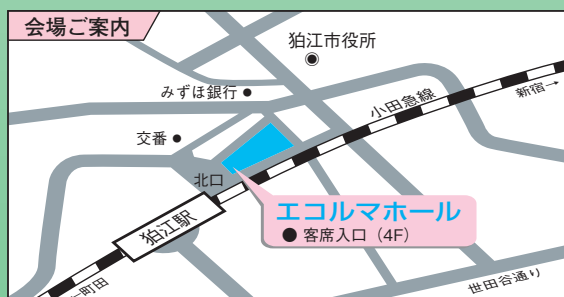 会場ご案内
狛江市役所
みずほ銀行
小田急線
新宿→
交番
北口
エコルマホール
● 客席入口(4F)
狛江駅
世田谷通り
←町田